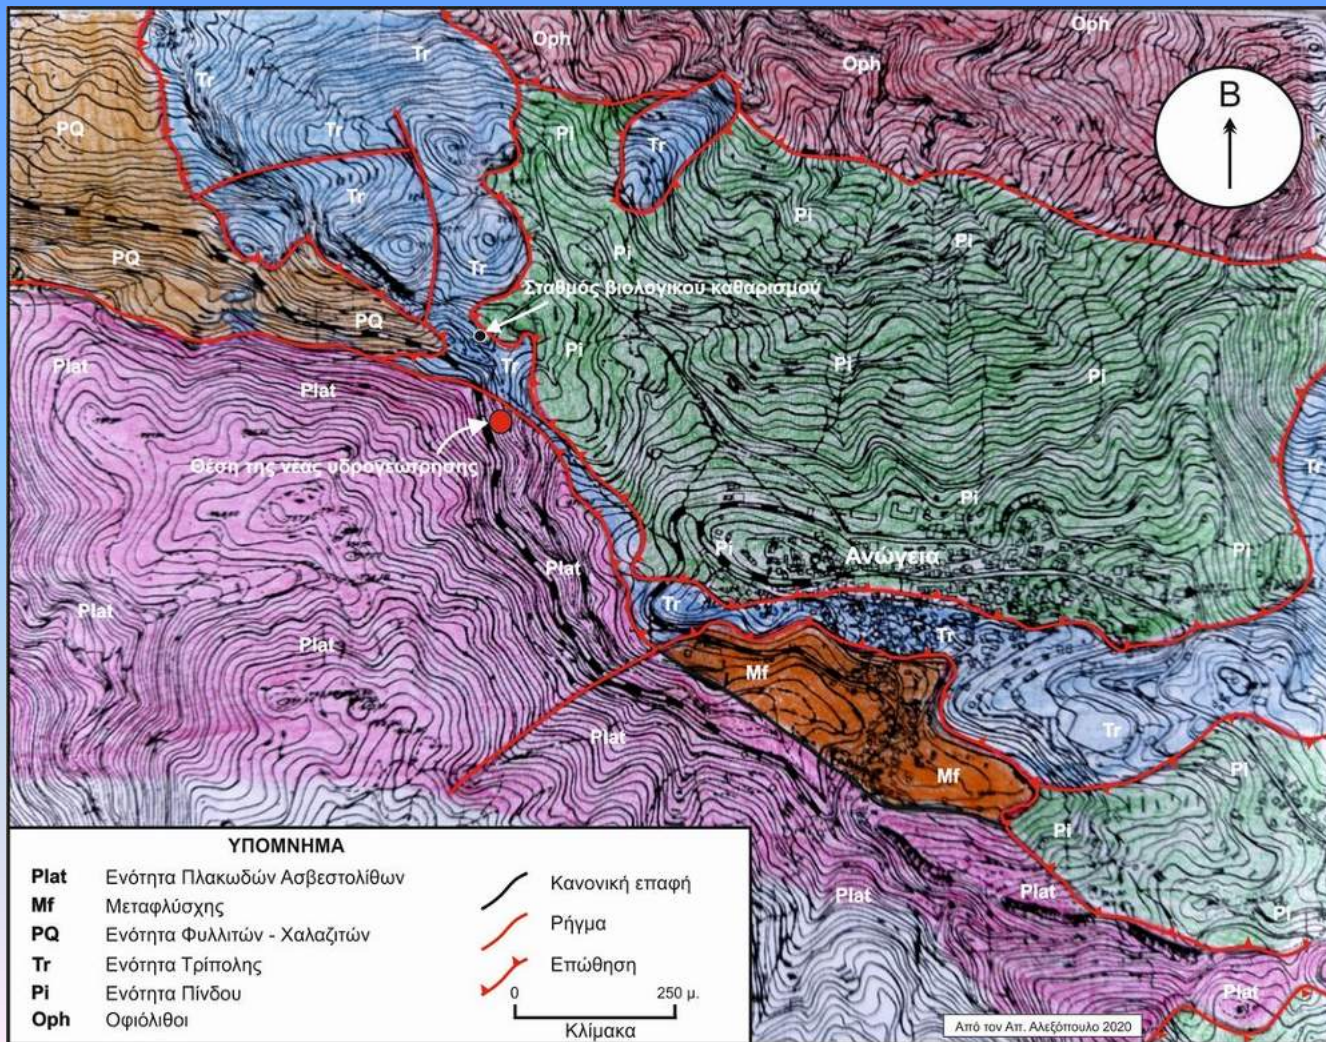 Oph
Oph
Oph
Tr
Tr
B
PQ
Tr
Pi
Tr
Tr
Pi
Pi
Pi
PQ
Tr
Σταθμός βιολογικού καθαρισμού
PQ
Pi
Tr
Pi
Pi
Plat
Plat
Θέση της νέας υδρογεώτρησης
Tr
Pi
Pi
Ανώγεια
Pi
Plat
Plat
Tr
Tr
Plat
Mf
Plat
Tr
Mf
Pi
Pi
Plat
Plat
Pi
Plat
ΥΠΟΜΝΗΜΑ
Plat Ενότητα Πλακωδών Ασβεστολίθων
Mf Μεταφλύσχης
PQ Ενότητα Φυλλιτών - Χαλαζιτών
Tr Ενότητα Τρίπολης
Pi Ενότητα Πίνδου
Oph Οφιόλιθοι
Κανονική επαφή
Ρήγμα
Επώθηση
0 250 μ.
Κλίμακα
Από τον Απ. Αλεξόπουλο 2020